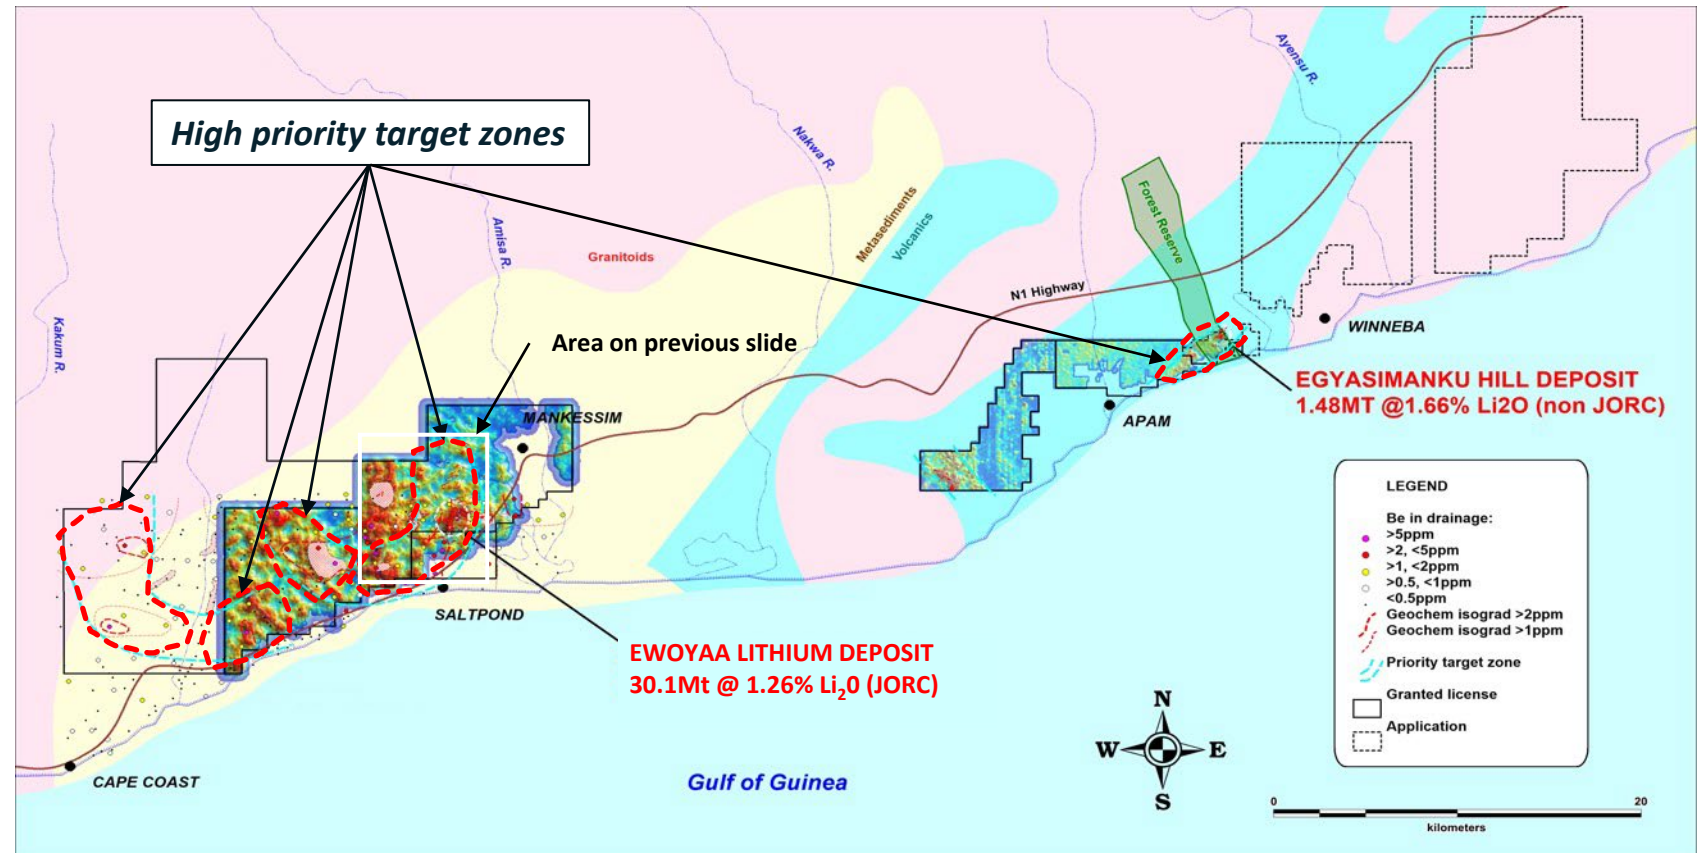 High priority target zones
Ayensu R.
Nakwa R.
Amisa R.
Kakum R.
Metasediments
Volcanics
Forest Reserve
Granitoids
N1 Highway
Area on previous slide
WINNEBA
EGYASIMANKU HILL DEPOSIT
1.48MT @1.66% Li2O (non JORC)
MANKESSIM
APAM
SALTPOND
EWOYAA LITHIUM DEPOSIT
30.1Mt @ 1.26% Li₂0 (JORC)
CAPE COAST
Gulf of Guinea
N
W
E
S
LEGEND
Be in drainage:
>5ppm
>2, <5ppm
>1, <2ppm
>0.5, <1ppm
<0.5ppm
Geochem isograd >2ppm
Geochem isograd >1ppm
Priority target zone
Granted license
Application
0
20
kilometers